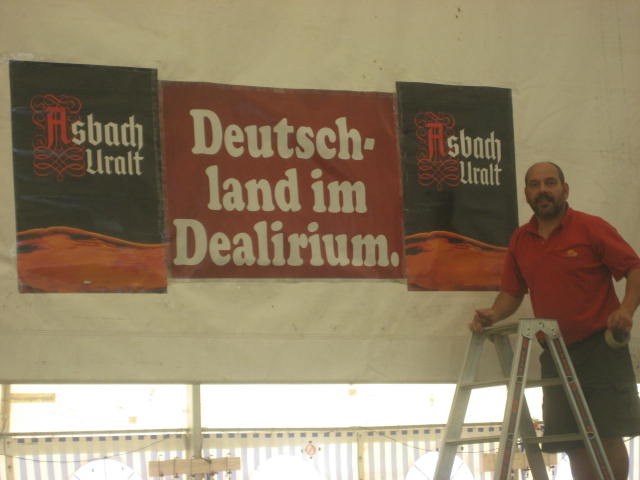 Asbach
Uralt
Deutsch-
land im
Dealirium.
Asbach
Uralt